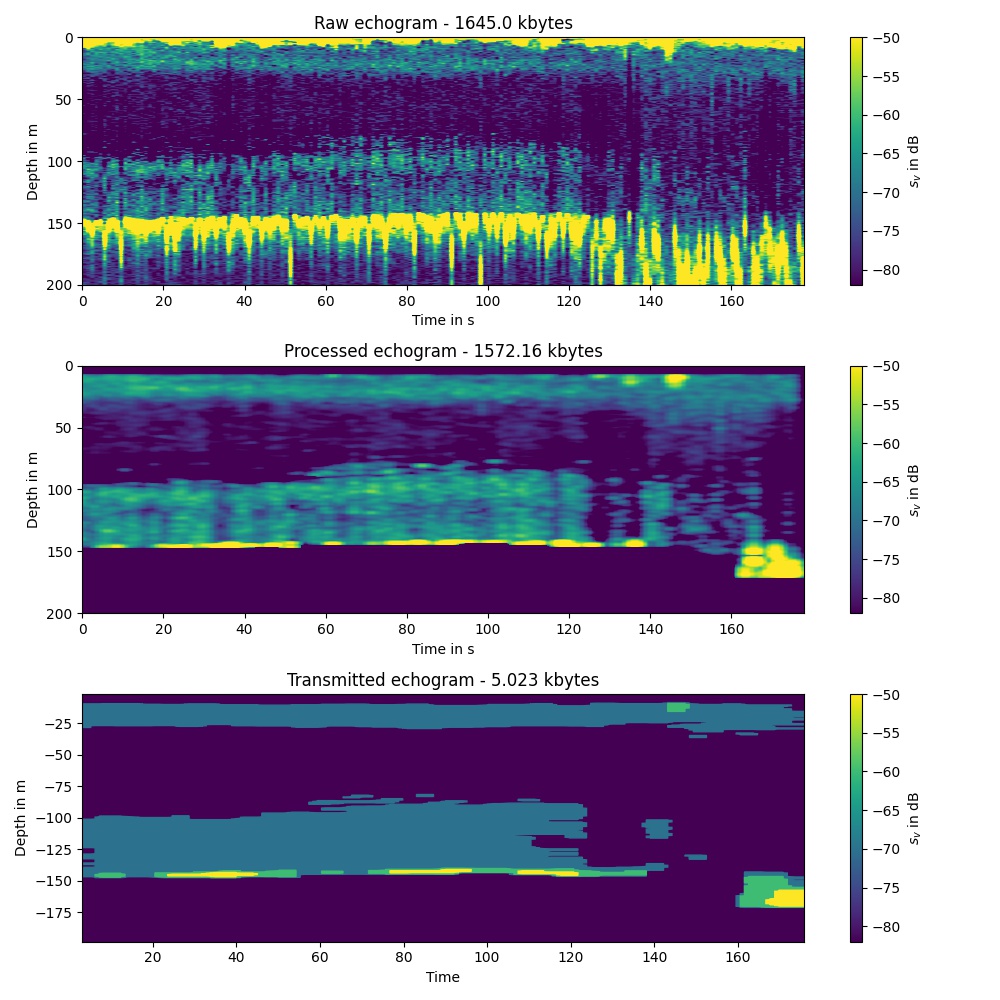 Raw echogram - 1645.0 kbytes
0
50
100
150
200
Depth in m
0 20 40 60 80 100 120 140 160
Time in s
−50
−55
−60
−65
−70
−75
−80
sv in dB
Processed echogram - 1572.16 kbytes
0
50
100
150
200
Depth in m
0 20 40 60 80 100 120 140 160
Time in s
−50
−55
−60
−65
−70
−75
−80
sv in dB
Transmitted echogram - 5.023 kbytes
−25
−50
−75
−100
−125
−150
−175
Depth in m
20 40 60 80 100 120 140 160
Time
−50
−55
−60
−65
−70
−75
−80
sv in dB